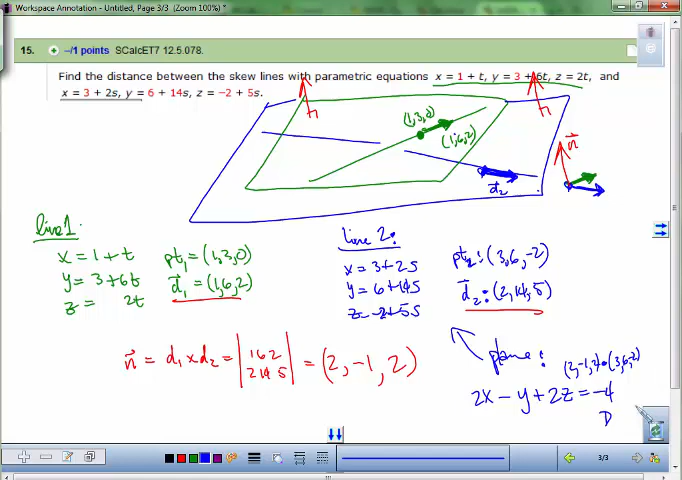 Workspace Annotation - Untitled, Page 3/3 (Zoom 100%)
15. –/1 points SCalcET7 12.5.078.
Find the distance between the skew lines with parametric equations x = 1 + t, y = 3 + 6t, z = 2t, and
x = 3 + 2s, y = 6 + 14s, z = −2 + 5s.
(1,3,0)
(1,6,2)
n
n
n
d₂
line 1:
x = 1 + t
y = 3 + 6t
z = 2t
pt₁ = (1,3,0)
d₁ = (1,6,2)
Line 2:
x = 3 + 2s
y = 6 + 14s
z = -2 + 5s
pt₂: (3,6,-2)
d₂: (2,14,5)
n = d₁ x d₂ = | 1 6 2
2 14 5 | = (2, -1, 2)
plane:
(2,-1,2)•(3,6,-2)
2x - y + 2z = -4
D
3/3